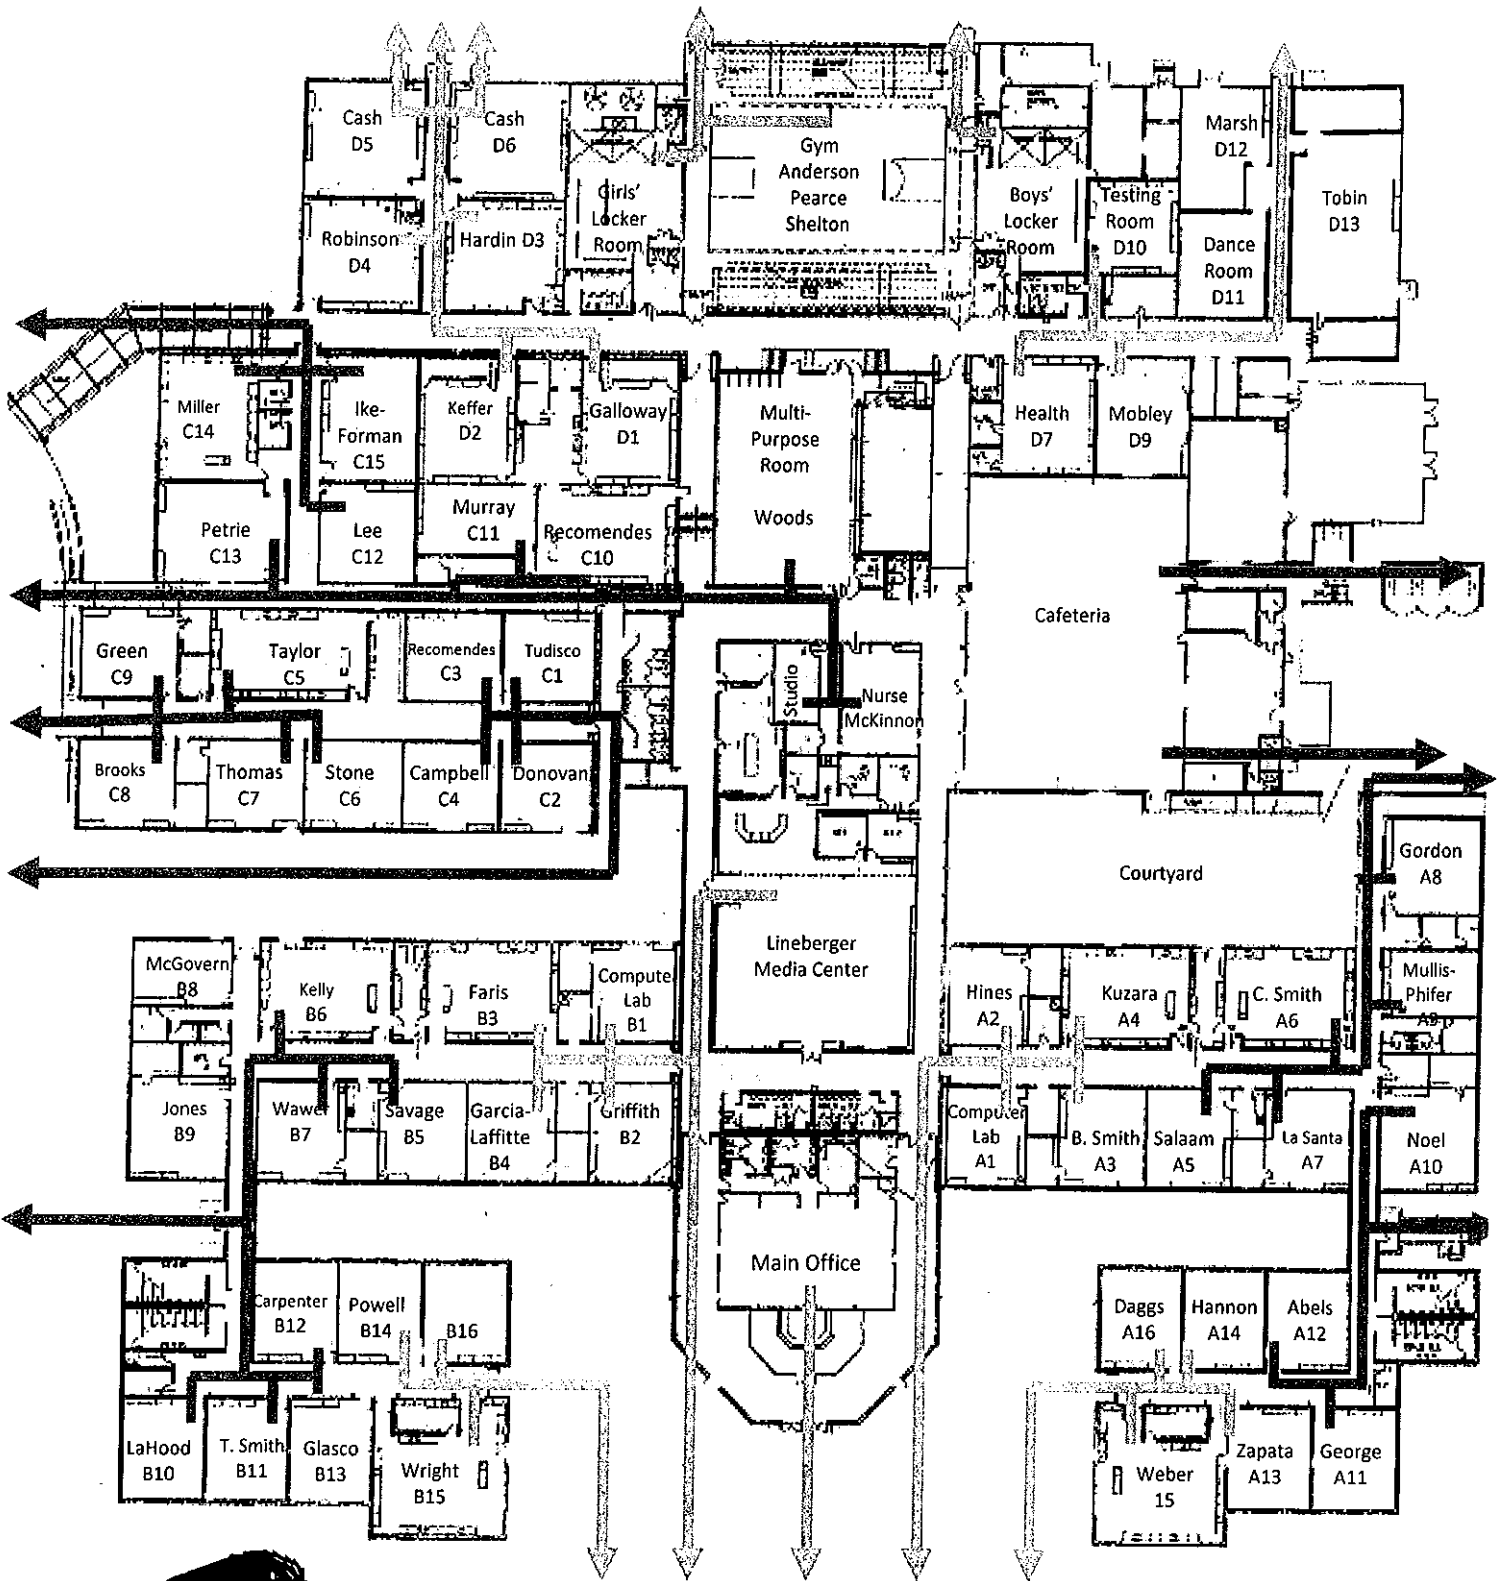 Cash
D5
Cash
D6
Gym
Anderson
Pearce
Shelton
Marsh
D12
Girls'
Locker
Room
Boys'
Locker
Room
Testing
Room
D10
Tobin
D13
Robinson
D4
Hardin D3
Dance
Room
D11
Miller
C14
Ike-
Forman
C15
Keffer
D2
Galloway
D1
Multi-
Purpose
Room
Woods
Health
D7
Mobley
D9
Petrie
C13
Lee
C12
Murray
C11
Recomendes
C10
Cafeteria
Green
C9
Taylor
C5
Recomendes
C3
Tudisco
C1
Studio
Nurse
McKinnon
Brooks
C8
Thomas
C7
Stone
C6
Campbell
C4
Donovan
C2
Courtyard
Gordon
A8
McGovern
B8
Kelly
B6
Faris
B3
Compute
Lab
B1
Lineberger
Media Center
Hines
A2
Kuzara
A4
C. Smith
A6
Mullis-
Phifer
A9
Jones
B9
Wawer
B7
Savage
B5
Garcia-
Laffitte
B4
Griffith
B2
Computer
Lab
A1
B. Smith
A3
Salaam
A5
La Santa
A7
Noel
A10
Main Office
Carpenter
B12
Powell
B14
B16
Daggs
A16
Hannon
A14
Abels
A12
LaHood
B10
T. Smith
B11
Glasco
B13
Wright
B15
Weber
15
Zapata
A13
George
A11